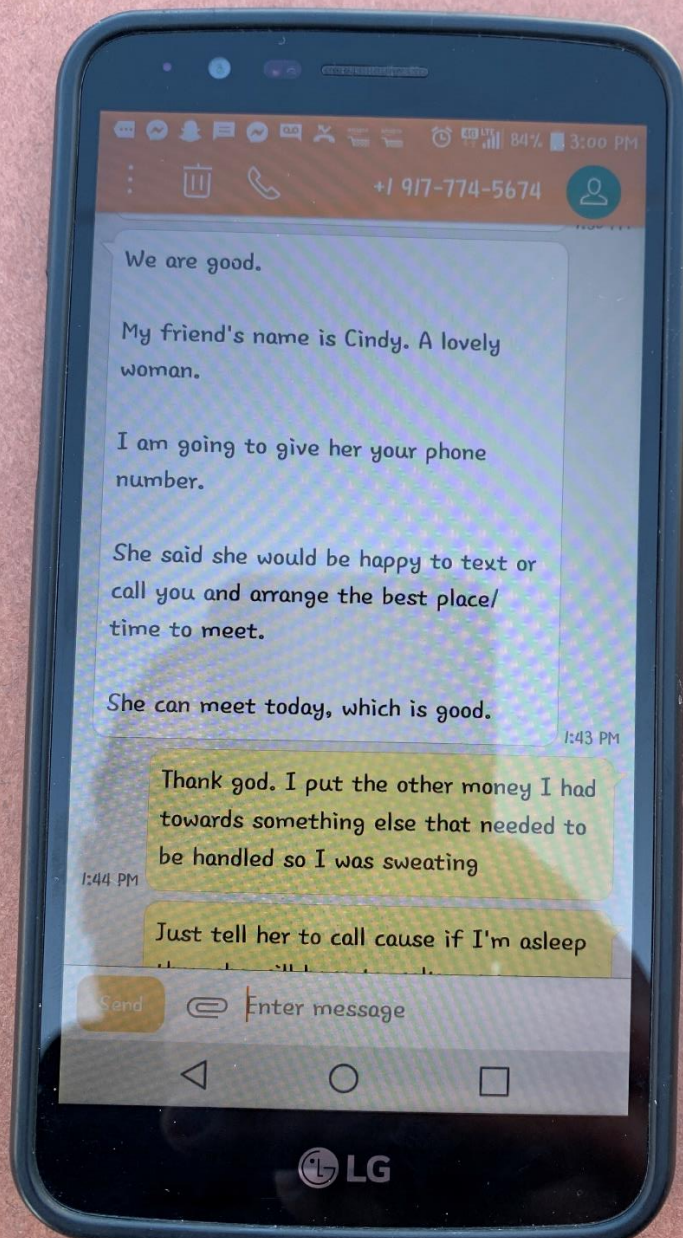 84% 3:00 PM
+1 917-774-5674
We are good.
My friend's name is Cindy. A lovely
woman.
I am going to give her your phone
number.
She said she would be happy to text or
call you and arrange the best place/
time to meet.
She can meet today, which is good.
1:43 PM
Thank god. I put the other money I had
towards something else that needed to
be handled so I was sweating
1:44 PM
Just tell her to call cause if I'm asleep
Send
Enter message
LG